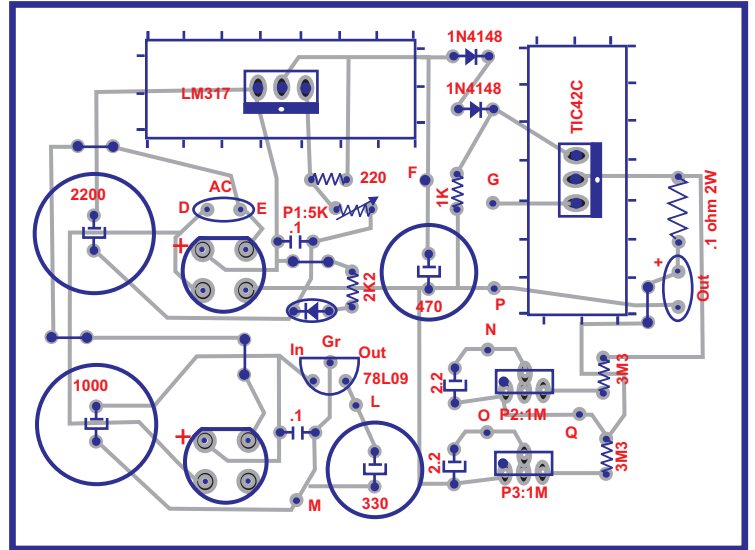 1N4148
LM317
1N4148
TIC42C
2200
AC
D
E
P1:5K
220
F
1K
G
.1 ohm 2W
+
.1
2K2
470
P
+
Out
1000
In
Gr
Out
78L09
N
2.2
P2:1M
3M3
L
+
.1
O
Q
2.2
P3:1M
3M3
M
330